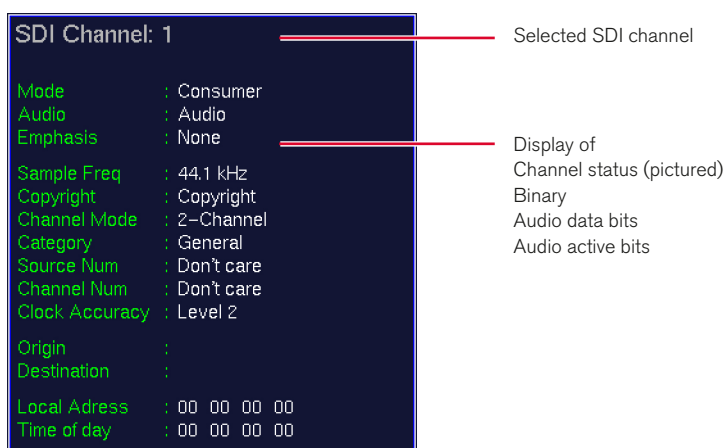 SDI Channel: 1
Selected SDI channel
Mode : Consumer
Audio : Audio
Emphasis : None
Display of
Channel status (pictured)
Binary
Audio data bits
Audio active bits
Sample Freq : 44.1 kHz
Copyright : Copyright
Channel Mode : 2-Channel
Category : General
Source Num : Don't care
Channel Num : Don't care
Clock Accuracy : Level 2
Origin :
Destination :
Local Adress : 00 00 00 00
Time of day : 00 00 00 00